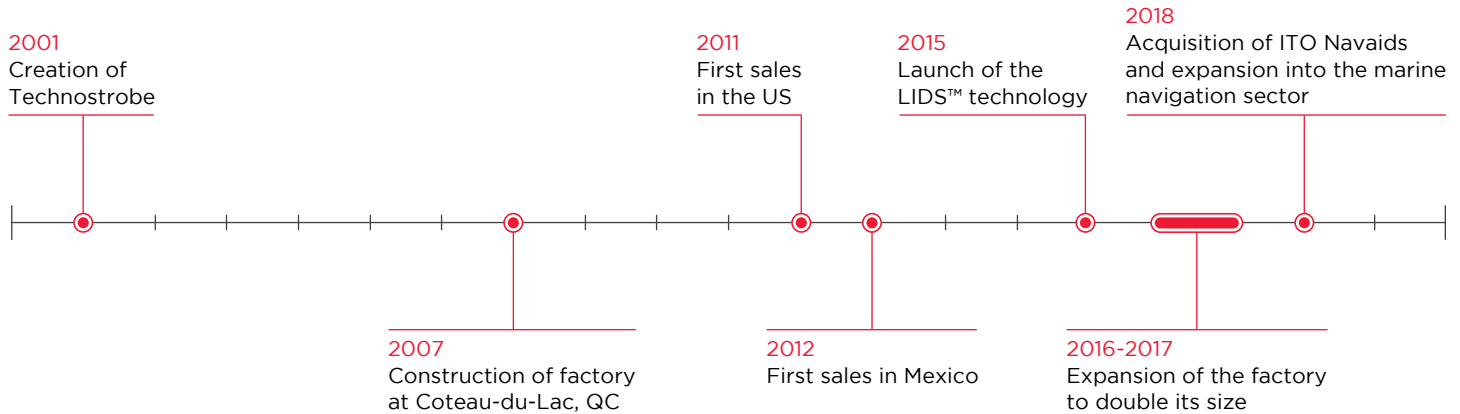 2001
Creation of
Technostrobe
2007
Construction of factory
at Coteau-du-Lac, QC
2011
First sales
in the US
2012
First sales in Mexico
2015
Launch of the
LIDS™ technology
2016-2017
Expansion of the factory
to double its size
2018
Acquisition of ITO Navaids
and expansion into the marine
navigation sector